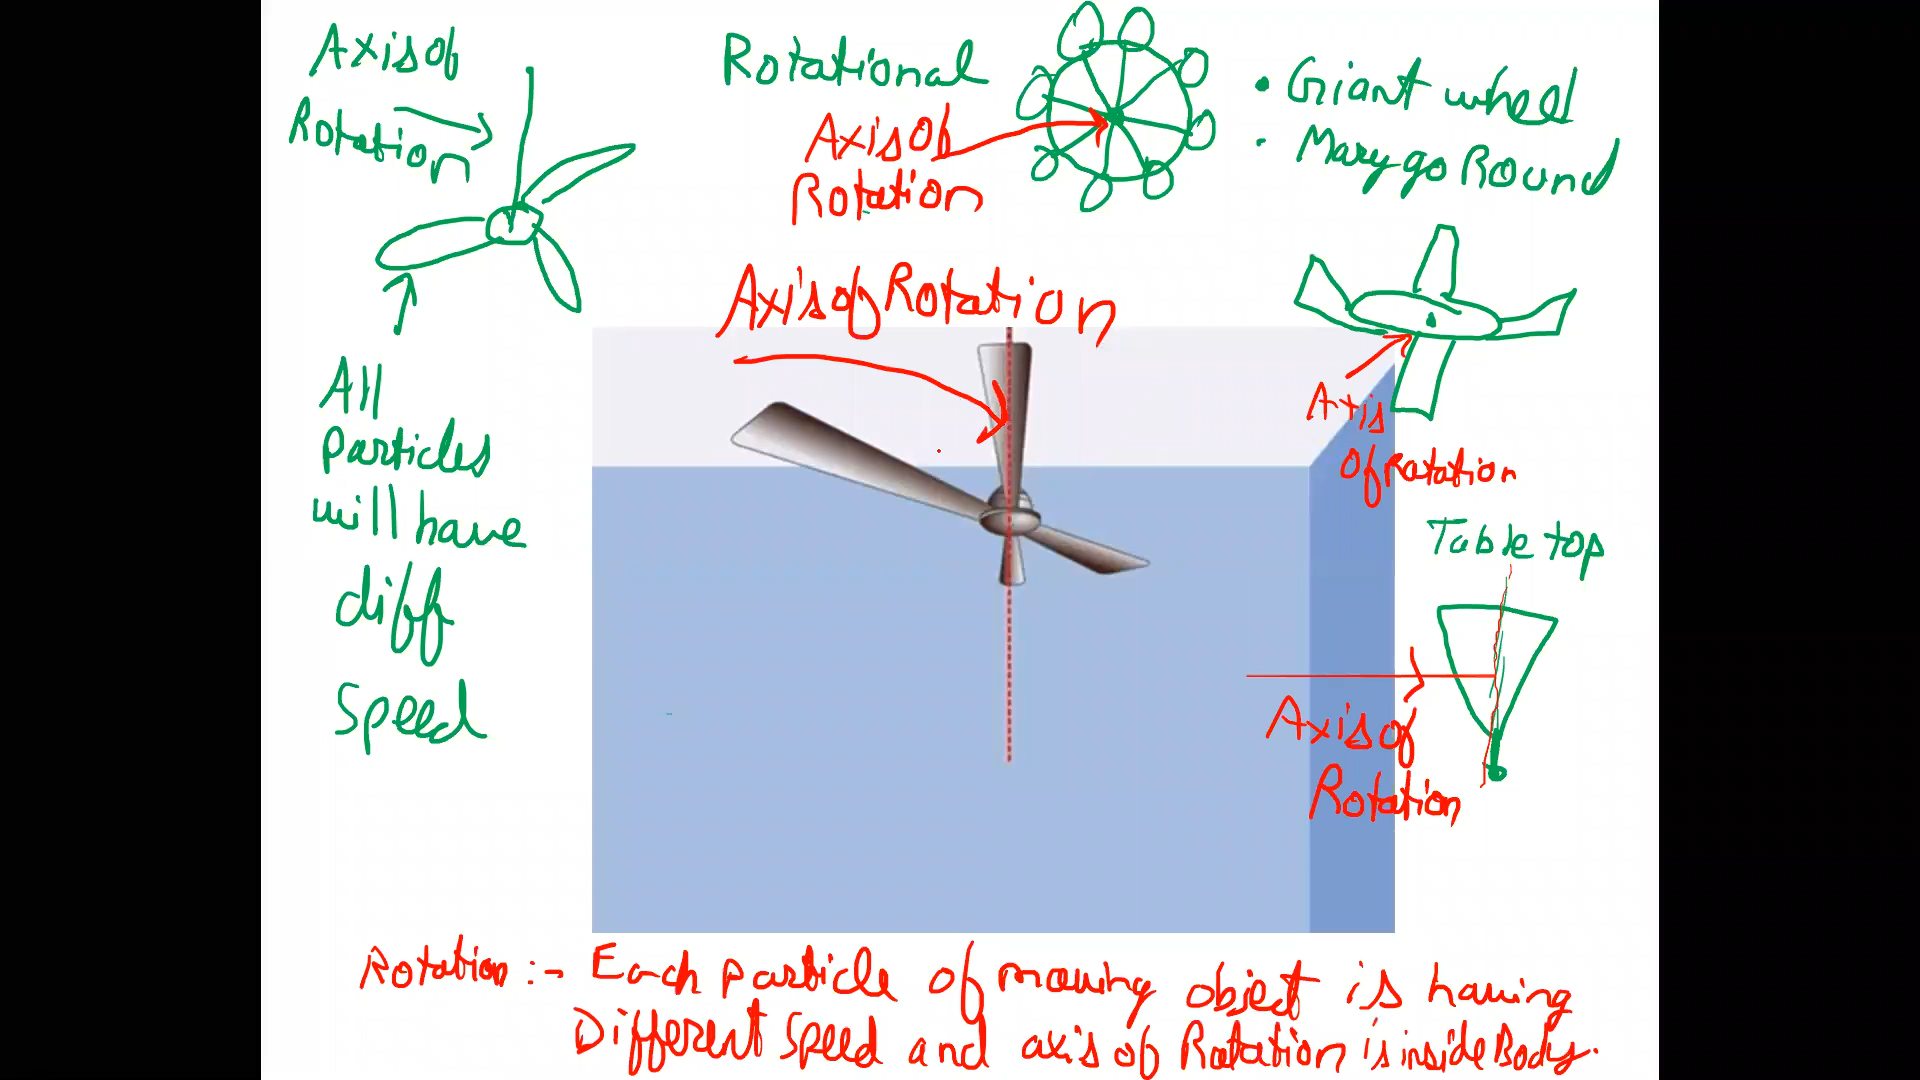 Axis of
Rotation
Rotational
Axis Of
Rotation
• Giant wheel
• Mary go Round
Axis of Rotation
All
particles
will have
diff
Speed
Axis
Of Rotation
Table top
Axis of
Rotation
Rotation :- Each particle of moving object is having
Different Speed and axis of Rotation is inside Body.